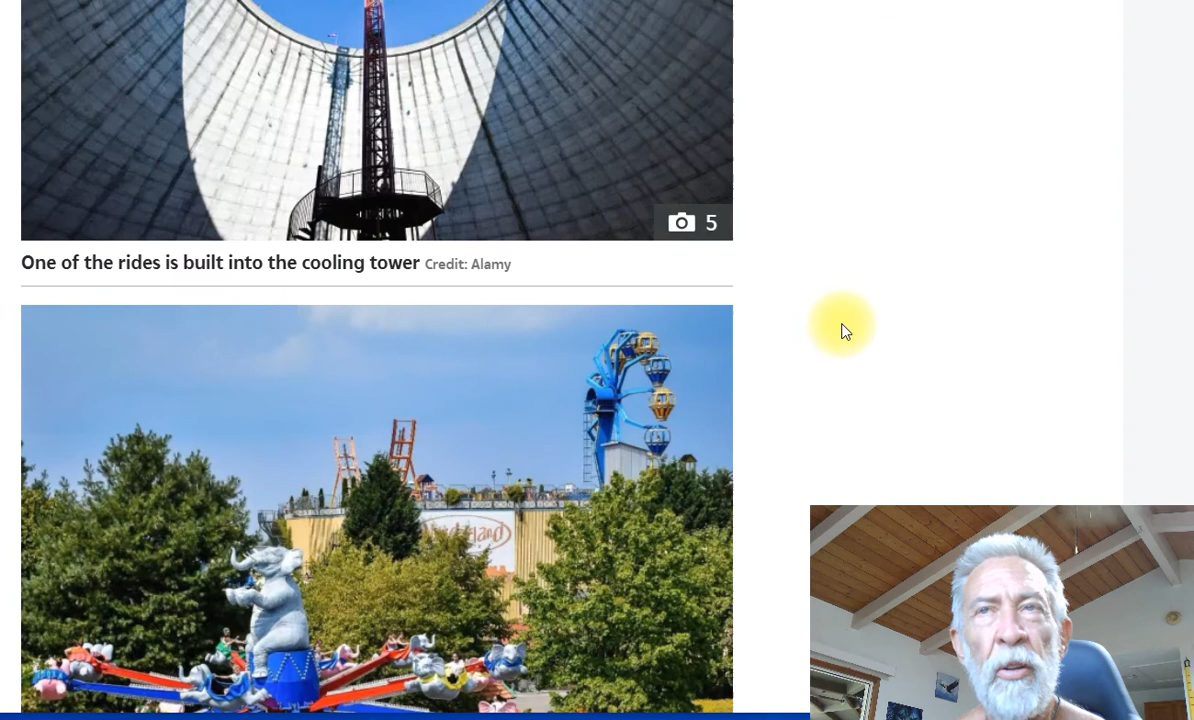 5
One of the rides is built into the cooling tower Credit: Alamy